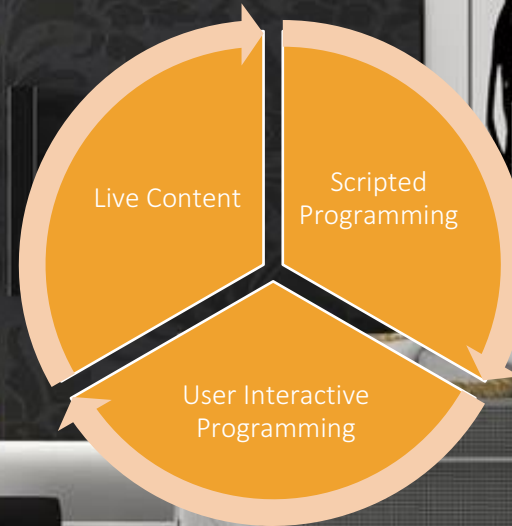 Live Content
Scripted
Programming
User Interactive
Programming